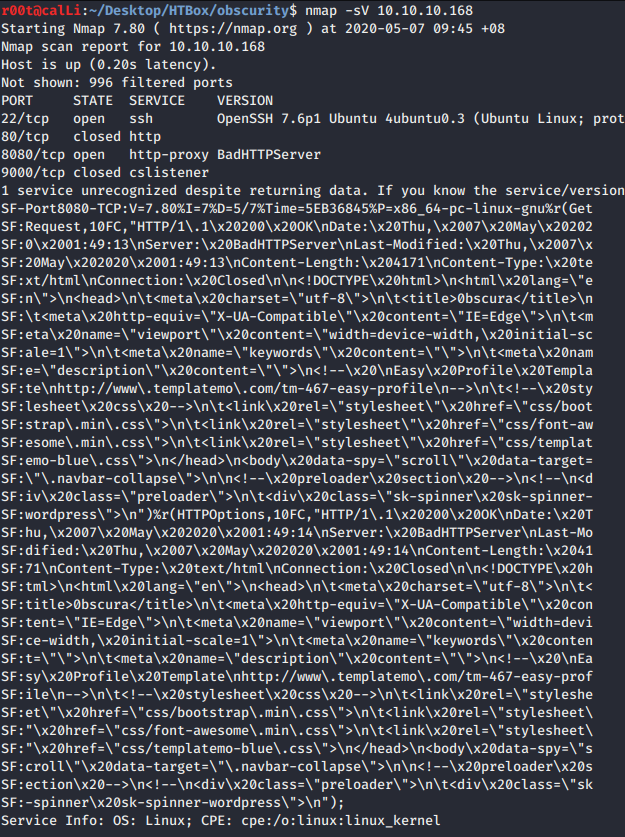 r00t@calLi:~/Desktop/HTBox/obscurity$ nmap -sV 10.10.10.168
Starting Nmap 7.80 ( https://nmap.org ) at 2020-05-07 09:45 +08
Nmap scan report for 10.10.10.168
Host is up (0.20s latency).
Not shown: 996 filtered ports
PORT     STATE  SERVICE    VERSION
22/tcp   open   ssh        OpenSSH 7.6p1 Ubuntu 4ubuntu0.3 (Ubuntu Linux; prot
80/tcp   closed http
8080/tcp open   http-proxy BadHTTPServer
9000/tcp closed cslistener
1 service unrecognized despite returning data. If you know the service/version
SF-Port8080-TCP:V=7.80%I=7%D=5/7%Time=5EB36845%P=x86_64-pc-linux-gnu%r(Get
SF:Request,10FC,"HTTP/1\.1\x20200\x20OK\nDate:\x20Thu,\x2007\x20May\x20202
SF:0\x2001:49:13\nServer:\x20BadHTTPServer\nLast-Modified:\x20Thu,\x2007\x
SF:20May\x202020\x2001:49:13\nContent-Length:\x204171\nContent-Type:\x20te
SF:xt/html\nConnection:\x20Closed\n\n<!DOCTYPE\x20html>\n<html\x20lang=\"e
SF:n\">\n<head>\n\t<meta\x20charset=\"utf-8\">\n\t<title>0bscura</title>\n
SF:\t<meta\x20http-equiv=\"X-UA-Compatible\"\x20content=\"IE=Edge\">\n\t<m
SF:eta\x20name=\"viewport\"\x20content=\"width=device-width,\x20initial-sc
SF:ale=1\">\n\t<meta\x20name=\"keywords\"\x20content=\"\">\n\t<meta\x20nam
SF:e=\"description\"\x20content=\"\">\n<!--\x20\nEasy\x20Profile\x20Templa
SF:te\nhttp://www\.templatemo\.com/tm-467-easy-profile\n-->\n\t<!--\x20sty
SF:lesheet\x20css\x20-->\n\t<link\x20rel=\"stylesheet\"\x20href=\"css/boot
SF:strap\.min\.css\">\n\t<link\x20rel=\"stylesheet\"\x20href=\"css/font-aw
SF:esome\.min\.css\">\n\t<link\x20rel=\"stylesheet\"\x20href=\"css/templat
SF:emo-blue\.css\">\n</head>\n<body\x20data-spy=\"scroll\"\x20data-target=
SF:\"\.navbar-collapse\">\n\n<!--\x20preloader\x20section\x20-->\n<!--\n<d
SF:iv\x20class=\"preloader\">\n\t<div\x20class=\"sk-spinner\x20sk-spinner-
SF:wordpress\">\n")%r(HTTPOptions,10FC,"HTTP/1\.1\x20200\x20OK\nDate:\x20T
SF:hu,\x2007\x20May\x202020\x2001:49:14\nServer:\x20BadHTTPServer\nLast-Mo
SF:dified:\x20Thu,\x2007\x20May\x202020\x2001:49:14\nContent-Length:\x2041
SF:71\nContent-Type:\x20text/html\nConnection:\x20Closed\n\n<!DOCTYPE\x20h
SF:tml>\n<html\x20lang=\"en\">\n<head>\n\t<meta\x20charset=\"utf-8\">\n\t<
SF:title>0bscura</title>\n\t<meta\x20http-equiv=\"X-UA-Compatible\"\x20con
SF:tent=\"IE=Edge\">\n\t<meta\x20name=\"viewport\"\x20content=\"width=devi
SF:ce-width,\x20initial-scale=1\">\n\t<meta\x20name=\"keywords\"\x20conten
SF:t=\"\">\n\t<meta\x20name=\"description\"\x20content=\"\">\n<!--\x20\nEa
SF:sy\x20Profile\x20Template\nhttp://www\.templatemo\.com/tm-467-easy-prof
SF:ile\n-->\n\t<!--\x20stylesheet\x20css\x20-->\n\t<link\x20rel=\"styleshe
SF:et\"\x20href=\"css/bootstrap\.min\.css\">\n\t<link\x20rel=\"stylesheet\
SF:"\x20href=\"css/font-awesome\.min\.css\">\n\t<link\x20rel=\"stylesheet\
SF:"\x20href=\"css/templatemo-blue\.css\">\n</head>\n<body\x20data-spy=\"s
SF:croll\"\x20data-target=\"\.navbar-collapse\">\n\n<!--\x20preloader\x20s
SF:ection\x20-->\n<!--\n<div\x20class=\"preloader\">\n\t<div\x20class=\"sk
SF:-spinner\x20sk-spinner-wordpress\">\n");
Service Info: OS: Linux; CPE: cpe:/o:linux:linux_kernel